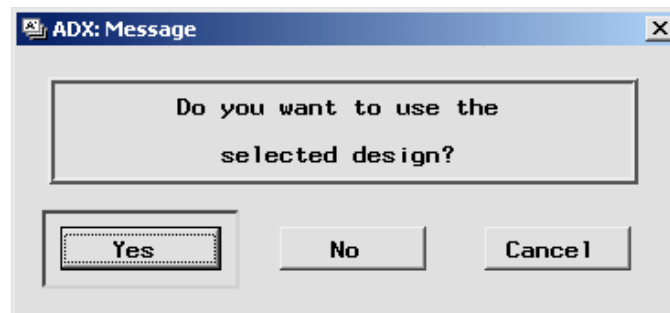 ADX: Message
Do you want to use the
selected design?
Yes No Cancel